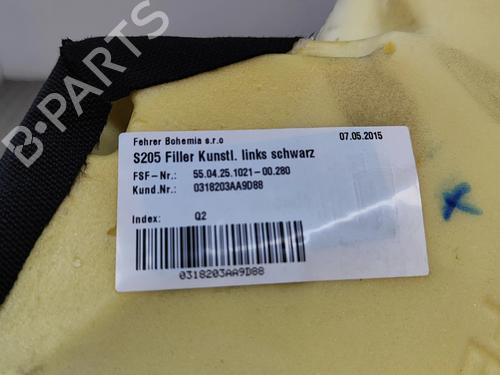 B-PARTS
Fehrer Bohemia s.r.o
07.05.2015
S205 Filler Kunstl. links schwarz
FSF-Nr.: 55.04.25.1021-00.280
Kund.Nr.: 0318203AA9D88
Index: Q2
0318203AA9D88